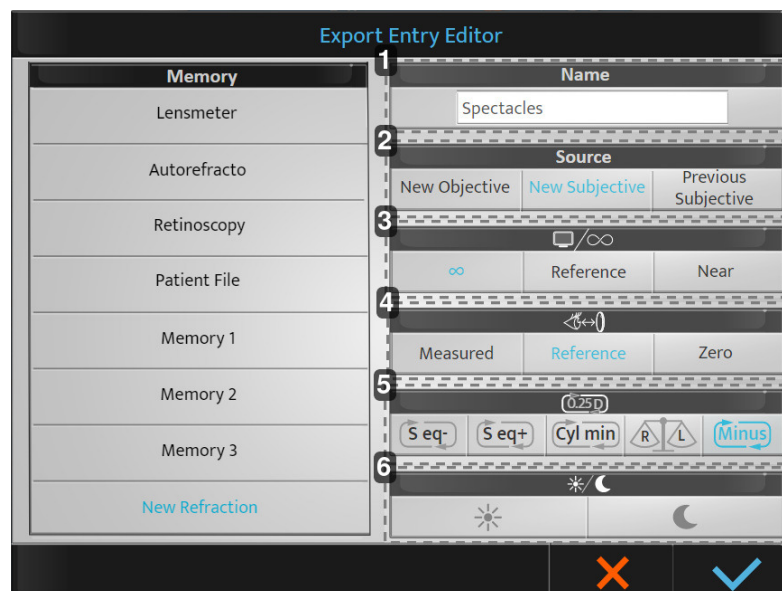 Export Entry Editor
Memory
Lensmeter
Autorefracto
Retinoscopy
Patient File
Memory 1
Memory 2
Memory 3
New Refraction
1
Name
Spectacles
2
Source
New Objective New Subjective Previous Subjective
3
/∞
∞ Reference Near
4
Measured Reference Zero
5
0.25 D
S eq- S eq+ Cyl min R L Minus
6